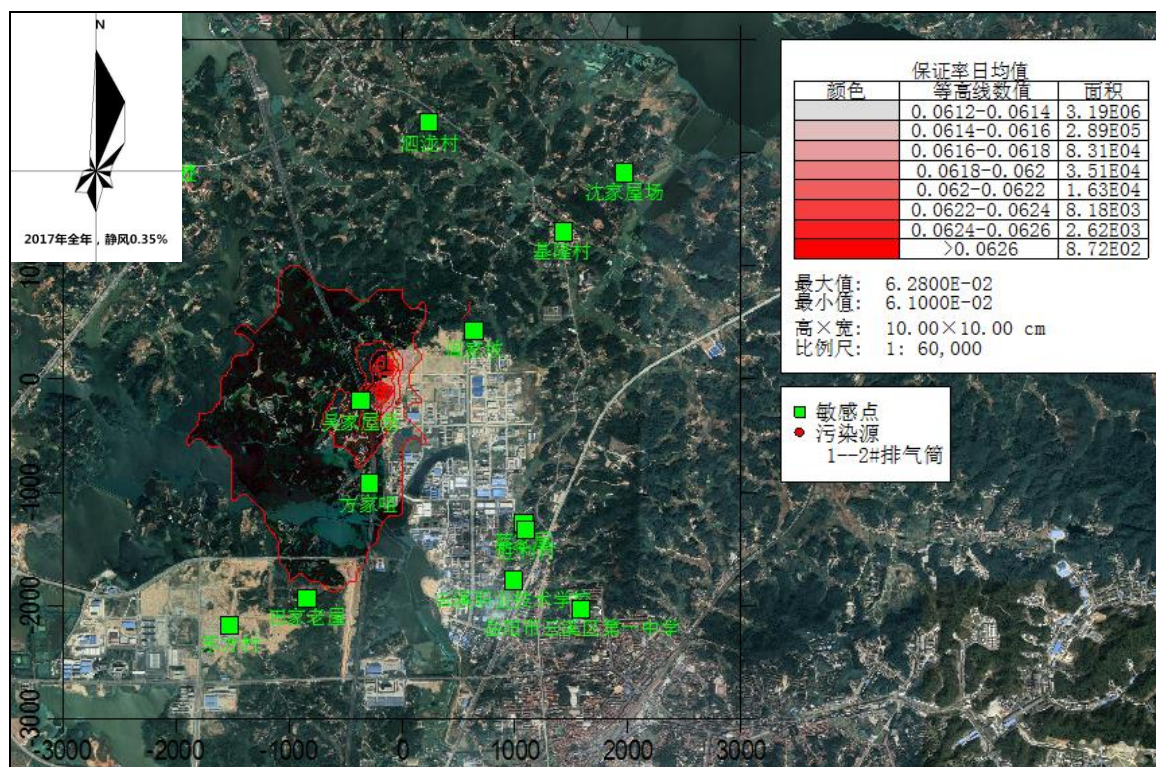 N
2017年全年，静风0.35%
保证率日均值
颜色 等高线数值 面积
0.0612-0.0614 3.19E06
0.0614-0.0616 2.89E05
0.0616-0.0618 8.31E04
0.0618-0.062 3.51E04
0.062-0.0622 1.63E04
0.0622-0.0624 8.18E03
0.0624-0.0626 2.62E03
>0.0626 8.72E02
最大值: 6.2800E-02
最小值: 6.1000E-02
高×宽: 10.00×10.00 cm
比例尺: 1: 60,000
敏感点
污染源
1--2#排气筒
泗泷村
沈家屋场
基隆村
吴家屋
方家咀
岳阳市云溪区第一中学
0
-1000
-2000
-3000
-3000 -2000 -1000 0 1000 2000 3000